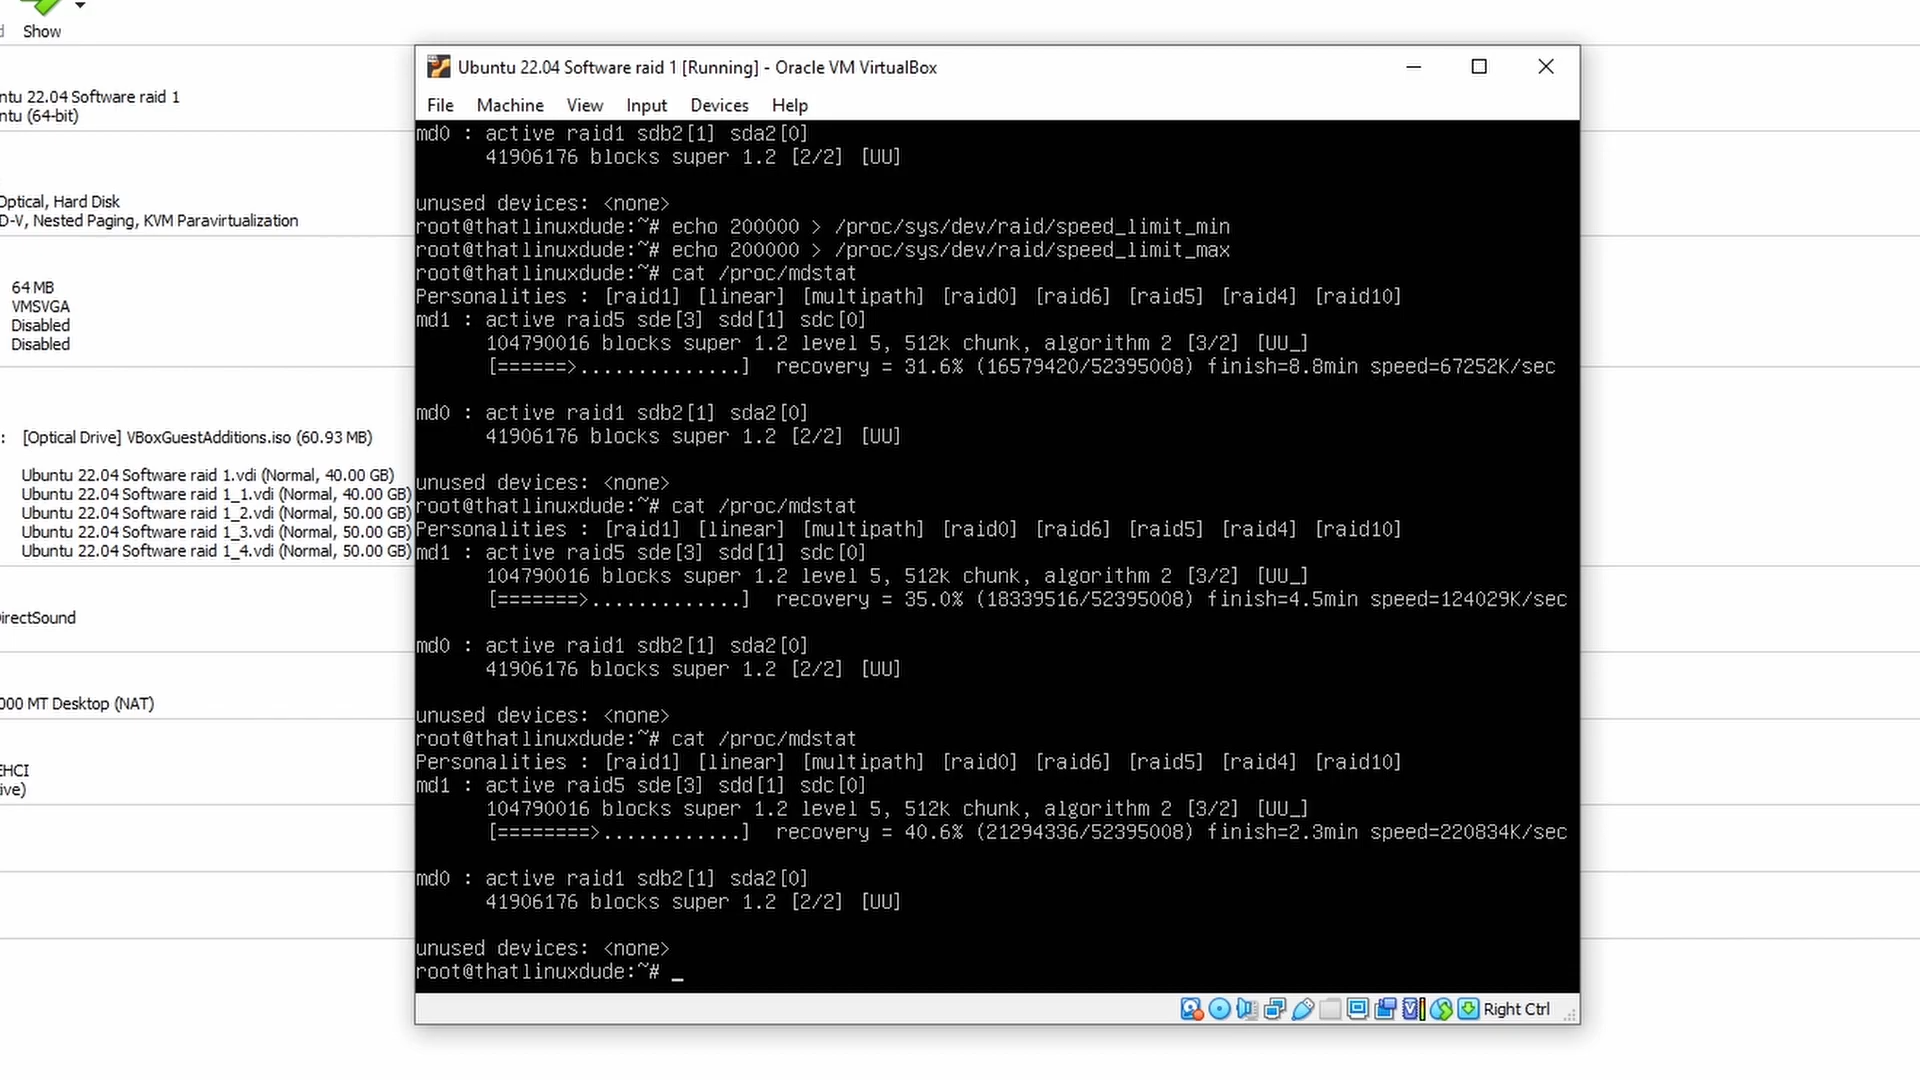 Show
ntu 22.04 Software raid 1
ntu (64-bit)
Optical, Hard Disk
D-V, Nested Paging, KVM Paravirtualization
64 MB
VMSVGA
Disabled
Disabled
: [Optical Drive] VBoxGuestAdditions.iso (60.93 MB)
Ubuntu 22.04 Software raid 1.vdi (Normal, 40.00 GB)
Ubuntu 22.04 Software raid 1_1.vdi (Normal, 40.00 GB)
Ubuntu 22.04 Software raid 1_2.vdi (Normal, 50.00 GB)
Ubuntu 22.04 Software raid 1_3.vdi (Normal, 50.00 GB)
Ubuntu 22.04 Software raid 1_4.vdi (Normal, 50.00 GB)
irectSound
000 MT Desktop (NAT)
EHCI
ive)
Ubuntu 22.04 Software raid 1 [Running] - Oracle VM VirtualBox
File Machine View Input Devices Help
md0 : active raid1 sdb2[1] sda2[0]
41906176 blocks super 1.2 [2/2] [UU]
unused devices: <none>
root@thatlinuxdude:~# echo 200000 > /proc/sys/dev/raid/speed_limit_min
root@thatlinuxdude:~# echo 200000 > /proc/sys/dev/raid/speed_limit_max
root@thatlinuxdude:~# cat /proc/mdstat
Personalities : [raid1] [linear] [multipath] [raid0] [raid6] [raid5] [raid4] [raid10]
md1 : active raid5 sde[3] sdd[1] sdc[0]
104790016 blocks super 1.2 level 5, 512k chunk, algorithm 2 [3/2] [UU_]
[======>..............] recovery = 31.6% (16579420/52395008) finish=8.8min speed=67252K/sec
md0 : active raid1 sdb2[1] sda2[0]
41906176 blocks super 1.2 [2/2] [UU]
unused devices: <none>
root@thatlinuxdude:~# cat /proc/mdstat
Personalities : [raid1] [linear] [multipath] [raid0] [raid6] [raid5] [raid4] [raid10]
md1 : active raid5 sde[3] sdd[1] sdc[0]
104790016 blocks super 1.2 level 5, 512k chunk, algorithm 2 [3/2] [UU_]
[=======>.............] recovery = 35.0% (18339516/52395008) finish=4.5min speed=124029K/sec
md0 : active raid1 sdb2[1] sda2[0]
41906176 blocks super 1.2 [2/2] [UU]
unused devices: <none>
root@thatlinuxdude:~# cat /proc/mdstat
Personalities : [raid1] [linear] [multipath] [raid0] [raid6] [raid5] [raid4] [raid10]
md1 : active raid5 sde[3] sdd[1] sdc[0]
104790016 blocks super 1.2 level 5, 512k chunk, algorithm 2 [3/2] [UU_]
[========>............] recovery = 40.6% (21294336/52395008) finish=2.3min speed=220834K/sec
md0 : active raid1 sdb2[1] sda2[0]
41906176 blocks super 1.2 [2/2] [UU]
unused devices: <none>
root@thatlinuxdude:~# _
Right Ctrl